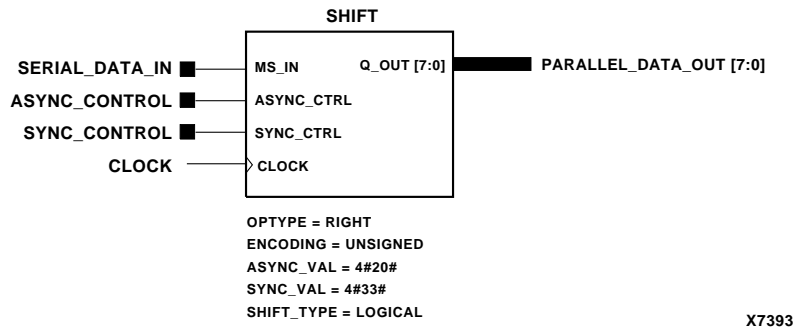 SHIFT
SERIAL_DATA_IN MS_IN Q_OUT [7:0] PARALLEL_DATA_OUT [7:0]
ASYNC_CONTROL ASYNC_CTRL
SYNC_CONTROL SYNC_CTRL
CLOCK CLOCK
OPTYPE = RIGHT
ENCODING = UNSIGNED
ASYNC_VAL = 4#20#
SYNC_VAL = 4#33#
SHIFT_TYPE = LOGICAL
X7393